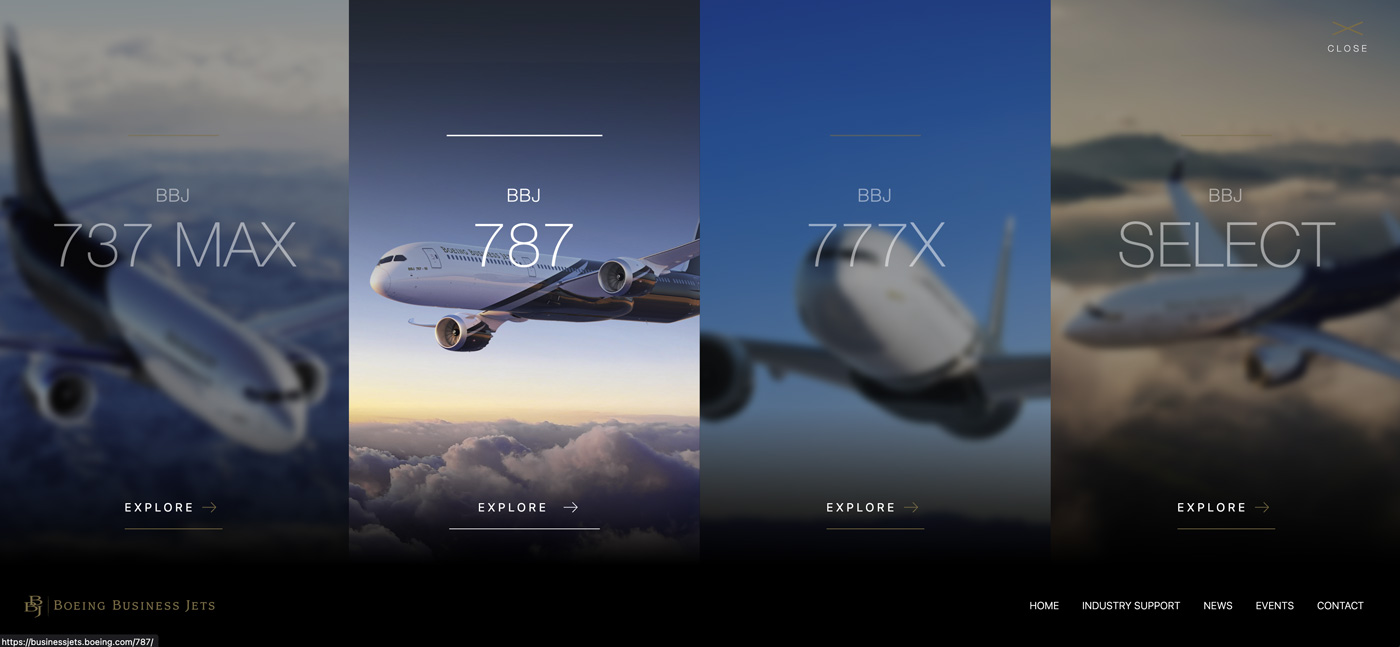 CLOSE
BBJ
737 MAX
EXPLORE
BBJ
787
EXPLORE
BBJ
777X
EXPLORE
BBJ
SELECT
EXPLORE
BBJ
BOEING BUSINESS JETS
HOME
INDUSTRY SUPPORT
NEWS
EVENTS
CONTACT
https://businessjets.boeing.com/787/